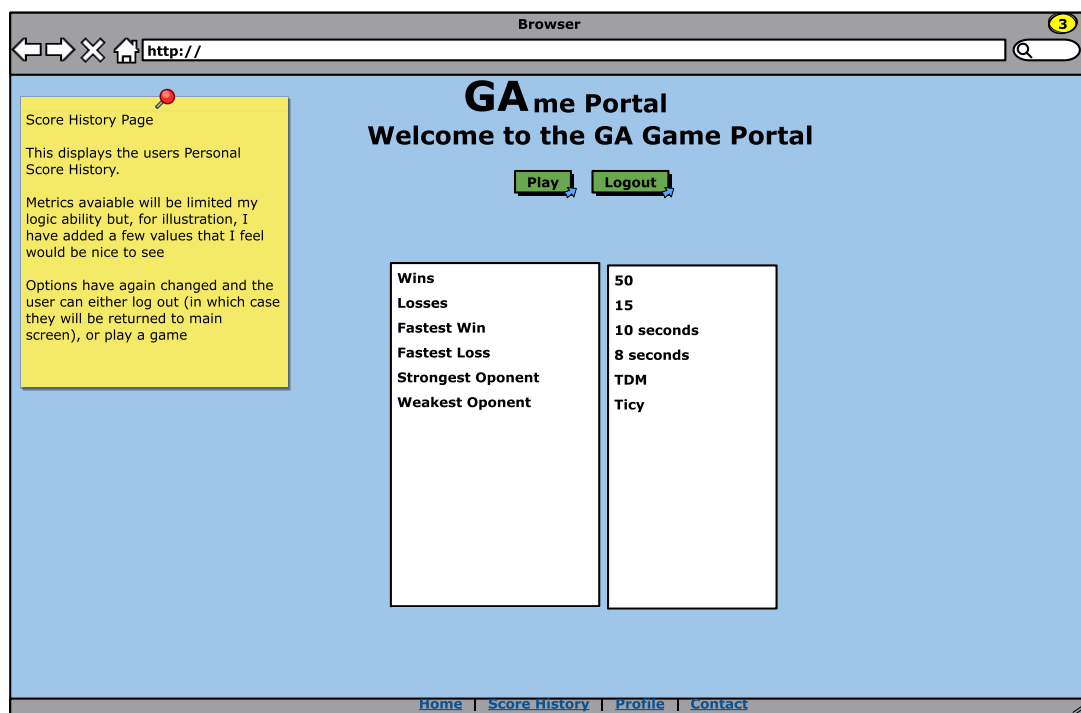 Browser
3
http://
GAme Portal
Welcome to the GA Game Portal
Play
Logout
Score History Page
This displays the users Personal
Score History.
Metrics avaiable will be limited my
logic ability but, for illustration, I
have added a few values that I feel
would be nice to see
Options have again changed and the
user can either log out (in which case
they will be returned to main
screen), or play a game
Wins 50
Losses 15
Fastest Win 10 seconds
Fastest Loss 8 seconds
Strongest Oponent TDM
Weakest Oponent Ticy
Home | Score History | Profile | Contact